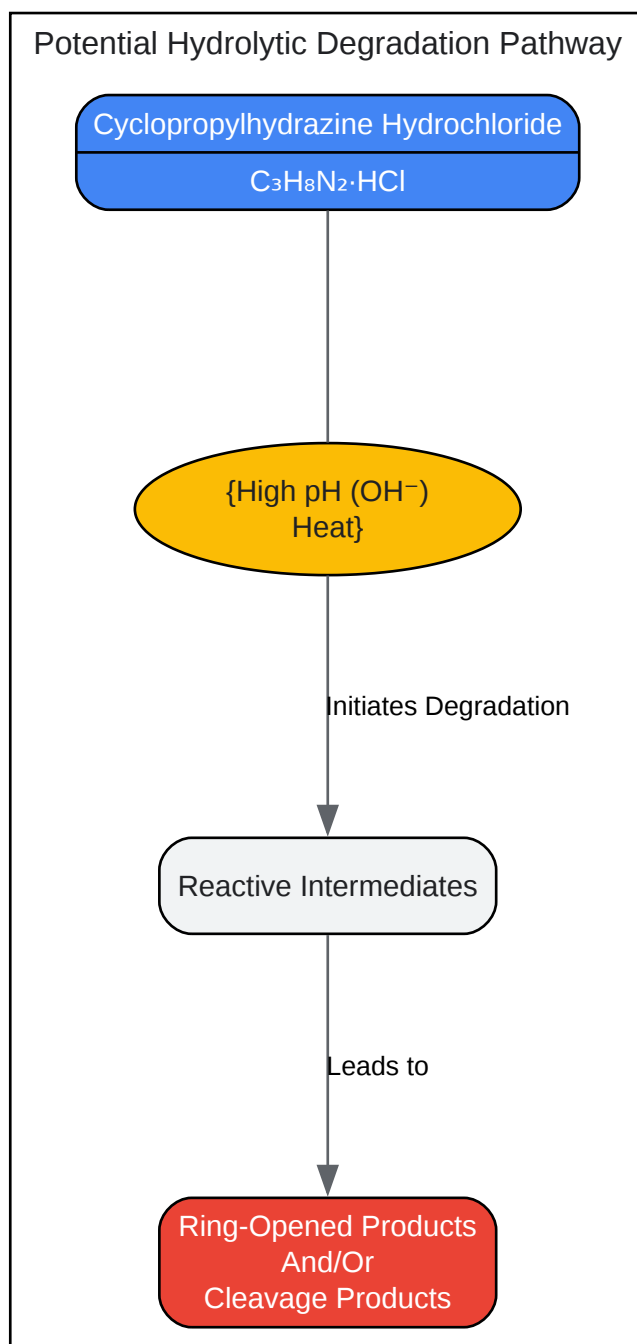 Potential Hydrolytic Degradation Pathway
Cyclopropylhydrazine Hydrochloride
C₃H₈N₂·HCl
{High pH (OH⁻)
Heat}
Initiates Degradation
Reactive Intermediates
Leads to
Ring-Opened Products
And/Or
Cleavage Products